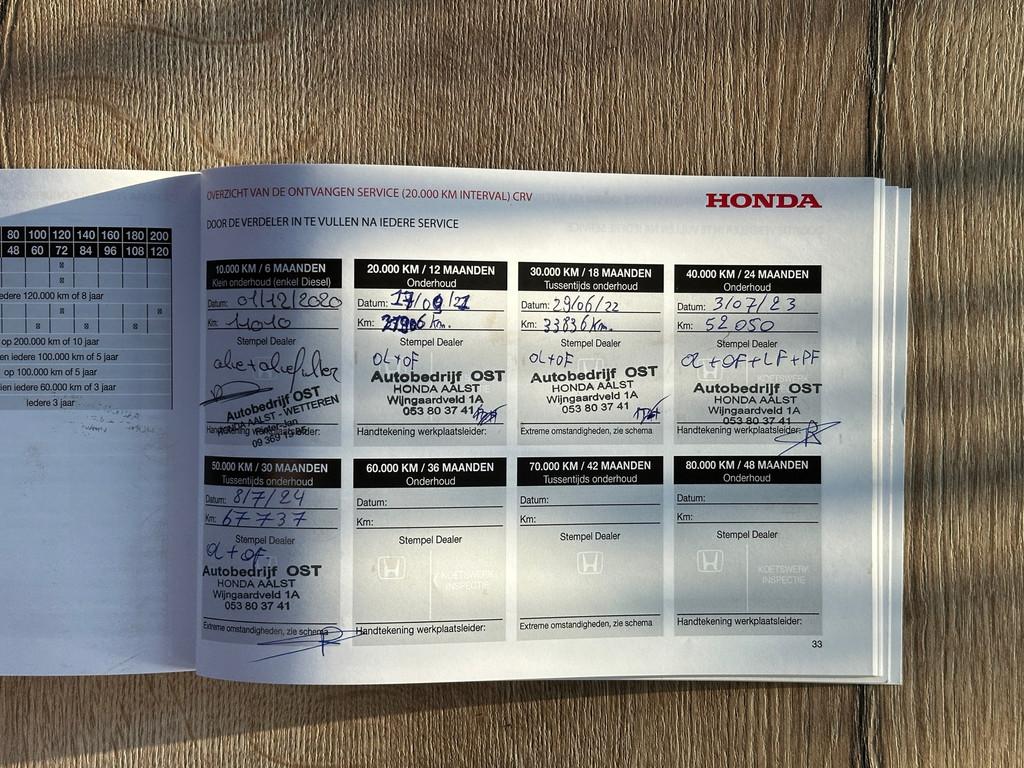 80 100 120 140 160 180 200
48 60 72 84 96 108 120
edere 120.000 km of 8 jaar
op 200.000 km of 10 jaar
en iedere 100.000 km of 5 jaar
op 100.000 km of 5 jaar
ien iedere 60.000 km of 3 jaar
Iedere 3 jaar
OVERZICHT VAN DE ONTVANGEN SERVICE (20.000 KM INTERVAL) CRV
HONDA
DOOR DE VERDELER IN TE VULLEN NA IEDERE SERVICE
10.000 KM / 6 MAANDEN
Klein onderhoud (enkel Diesel)
Datum: 01/12/2020
Km: 11010
Stempel Dealer
olie + oliefilter
Autobedrijf OST
HONDA AALST - WETTEREN
09 369 19 85
20.000 KM / 12 MAANDEN
Onderhoud
Datum: 17/09/21
Km: Km.
Stempel Dealer
OL+OF
Autobedrijf OST
HONDA AALST
Wijngaardveld 1A
053 80 37 41
Handtekening werkplaatsleider:
30.000 KM / 18 MAANDEN
Tussentijds onderhoud
Datum: 29/06/22
Km: 33836 Km.
Stempel Dealer
OL+OF
Autobedrijf OST
HONDA AALST
Wijngaardveld 1A
053 80 37 41
Extreme omstandigheden, zie schema
40.000 KM / 24 MAANDEN
Onderhoud
Datum: 3/07/23
Km: 52 050
Stempel Dealer
OL + OF + LF + PF
Autobedrijf OST
HONDA AALST
Wijngaardveld 1A
053 80 37 41
Handtekening werkplaatsleider:
50.000 KM / 30 MAANDEN
Tussentijds onderhoud
Datum: 8/7/24
Km: 67 737
Stempel Dealer
OL + OF.
Autobedrijf OST
HONDA AALST
Wijngaardveld 1A
053 80 37 41
Extreme omstandigheden, zie schema
60.000 KM / 36 MAANDEN
Onderhoud
Datum:
Km:
Stempel Dealer
KOETSWERK
INSPECTIE
Handtekening werkplaatsleider:
70.000 KM / 42 MAANDEN
Tussentijds onderhoud
Datum:
Km:
Stempel Dealer
Extreme omstandigheden, zie schema
80.000 KM / 48 MAANDEN
Onderhoud
Datum:
Km:
Stempel Dealer
KOETSWERK
INSPECTIE
Handtekening werkplaatsleider:
33